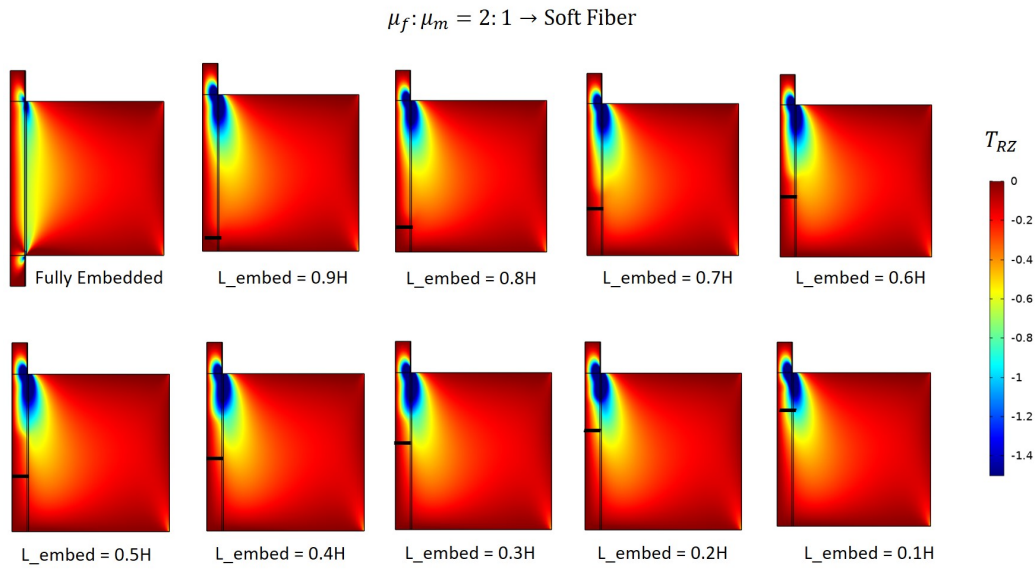 μ_f: μ_m = 2: 1 → Soft Fiber
T_RZ
0
-0.2
-0.4
-0.6
-0.8
-1
-1.2
-1.4
Fully Embedded
L_embed = 0.9H
L_embed = 0.8H
L_embed = 0.7H
L_embed = 0.6H
L_embed = 0.5H
L_embed = 0.4H
L_embed = 0.3H
L_embed = 0.2H
L_embed = 0.1H